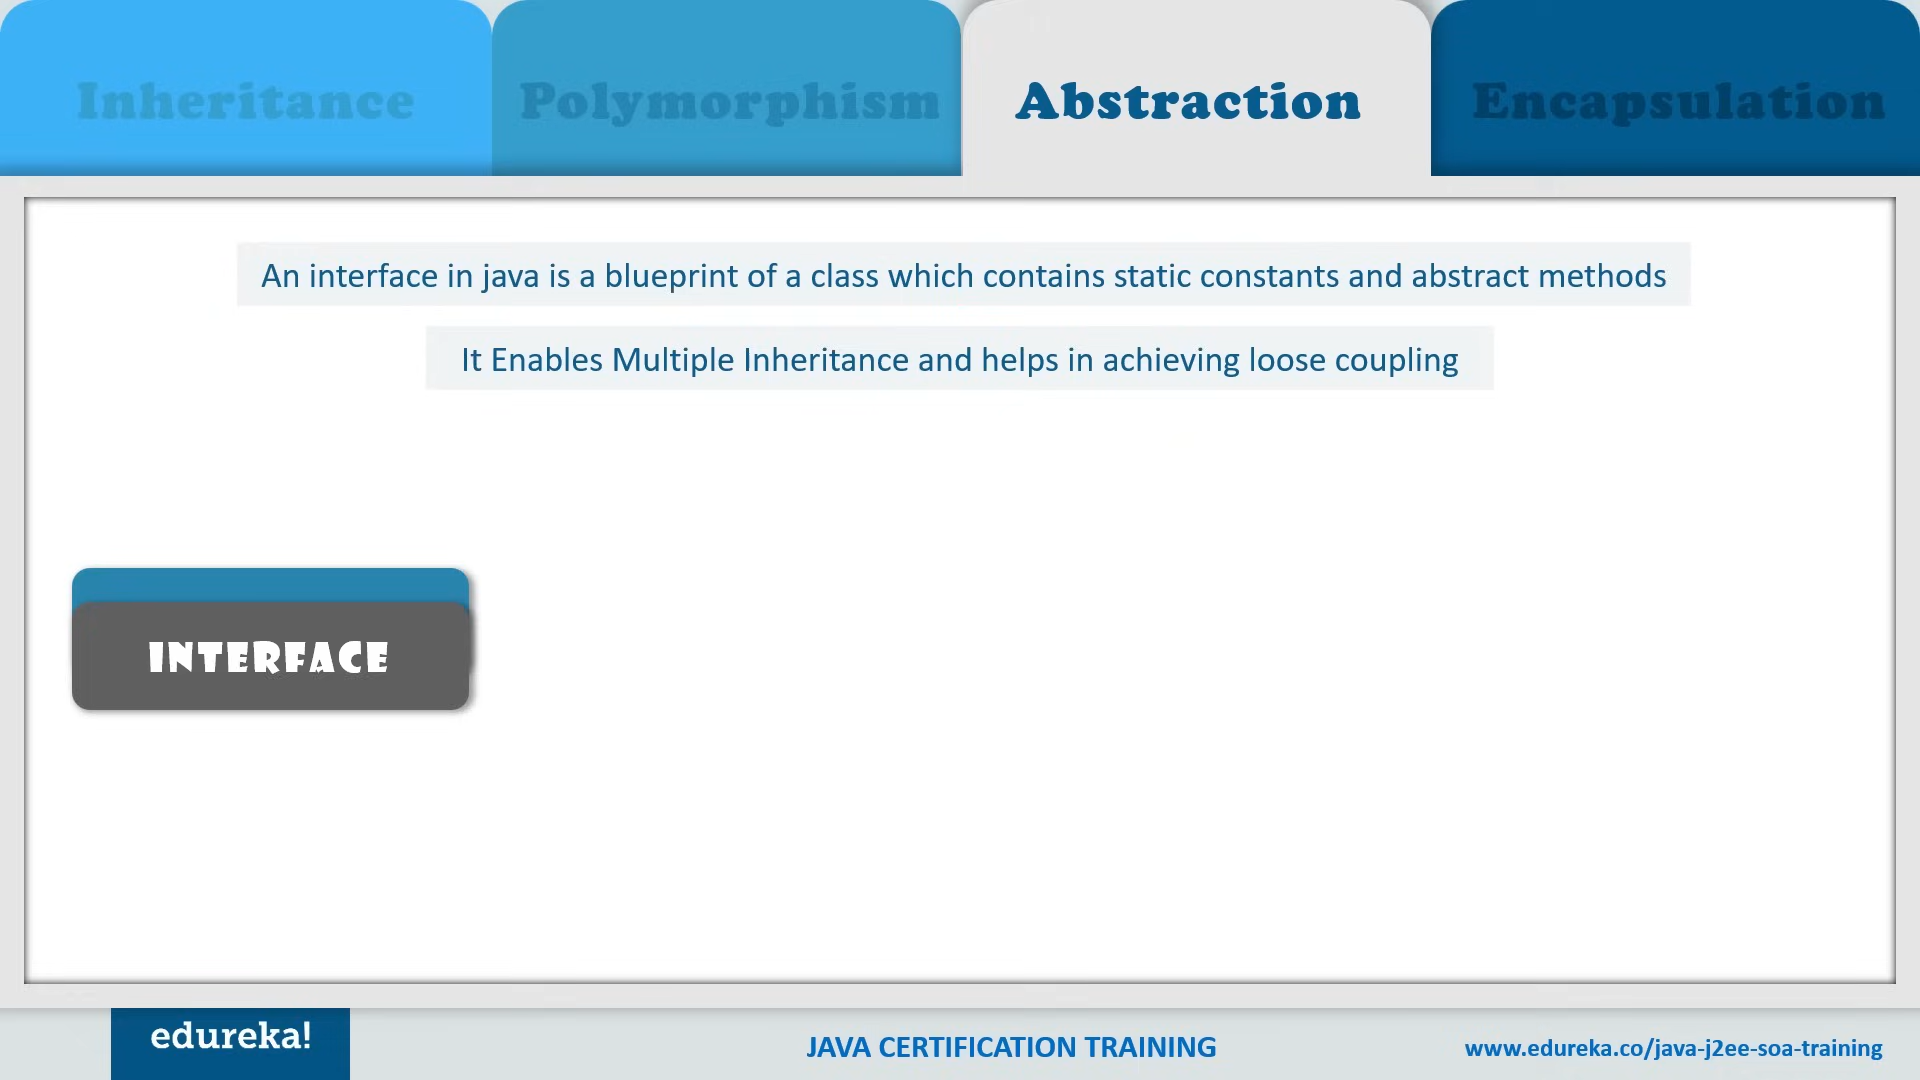 Inheritance
Polymorphism
Abstraction
Encapsulation
An interface in java is a blueprint of a class which contains static constants and abstract methods
It Enables Multiple Inheritance and helps in achieving loose coupling
INTERFACE
edureka!
JAVA CERTIFICATION TRAINING
www.edureka.co/java-j2ee-soa-training